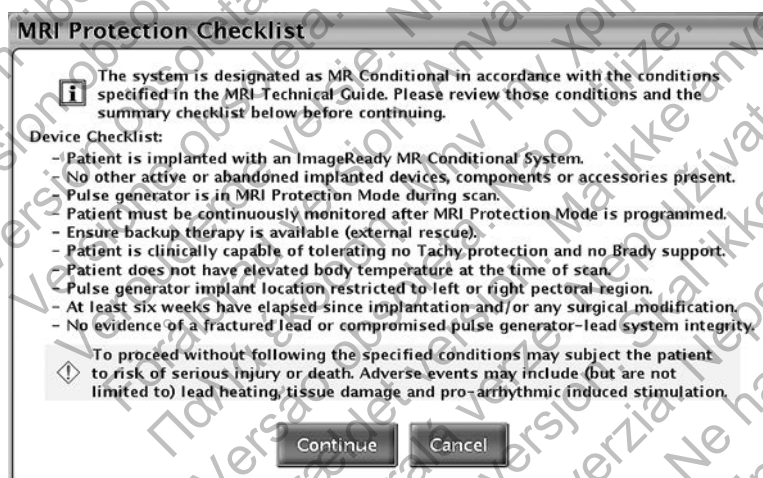 MRI Protection Checklist
The system is designated as MR Conditional in accordance with the conditions
specified in the MRI Technical Guide. Please review those conditions and the
summary checklist below before continuing.
Device Checklist:
- Patient is implanted with an ImageReady MR Conditional System.
- No other active or abandoned implanted devices, components or accessories present.
- Pulse generator is in MRI Protection Mode during scan.
- Patient must be continuously monitored after MRI Protection Mode is programmed.
- Ensure backup therapy is available (external rescue).
- Patient is clinically capable of tolerating no Tachy protection and no Brady support.
- Patient does not have elevated body temperature at the time of scan.
- Pulse generator implant location restricted to left or right pectoral region.
- At least six weeks have elapsed since implantation and/or any surgical modification.
- No evidence of a fractured lead or compromised pulse generator-lead system integrity.
To proceed without following the specified conditions may subject the patient
to risk of serious injury or death. Adverse events may include (but are not
limited to) lead heating, tissue damage and pro-arrhythmic induced stimulation.
Continue Cancel